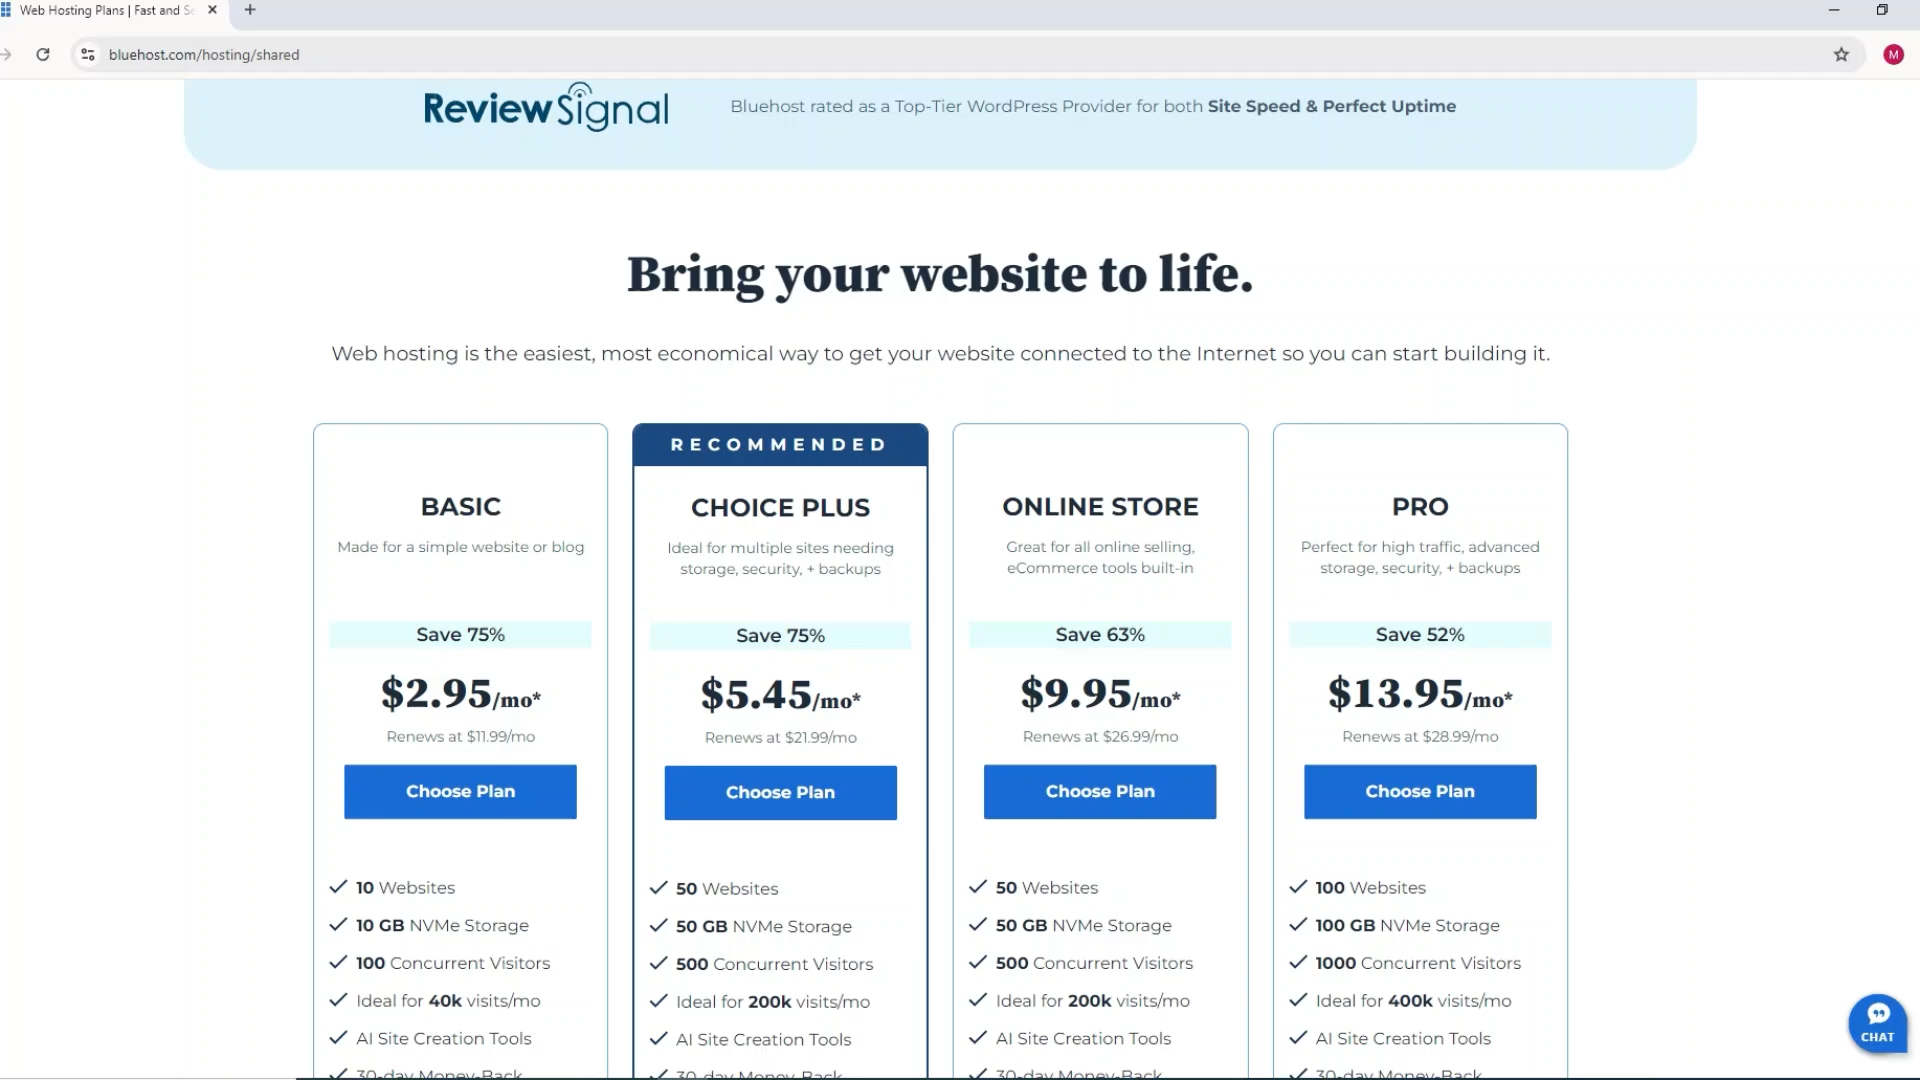 Web Hosting Plans | Fast and Se
bluehost.com/hosting/shared
M
ReviewSignal
Bluehost rated as a Top-Tier WordPress Provider for both Site Speed & Perfect Uptime
Bring your website to life.
Web hosting is the easiest, most economical way to get your website connected to the Internet so you can start building it.
BASIC
Made for a simple website or blog
Save 75%
$2.95/mo*
Renews at $11.99/mo
Choose Plan
10 Websites
10 GB NVMe Storage
100 Concurrent Visitors
Ideal for 40k visits/mo
AI Site Creation Tools
30-day Money-Back
RECOMMENDED
CHOICE PLUS
Ideal for multiple sites needing
storage, security, + backups
Save 75%
$5.45/mo*
Renews at $21.99/mo
Choose Plan
50 Websites
50 GB NVMe Storage
500 Concurrent Visitors
Ideal for 200k visits/mo
AI Site Creation Tools
30-day Money-Back
ONLINE STORE
Great for all online selling,
eCommerce tools built-in
Save 63%
$9.95/mo*
Renews at $26.99/mo
Choose Plan
50 Websites
50 GB NVMe Storage
500 Concurrent Visitors
Ideal for 200k visits/mo
AI Site Creation Tools
30-day Money-Back
PRO
Perfect for high traffic, advanced
storage, security, + backups
Save 52%
$13.95/mo*
Renews at $28.99/mo
Choose Plan
100 Websites
100 GB NVMe Storage
1000 Concurrent Visitors
Ideal for 400k visits/mo
AI Site Creation Tools
30-day Money-Back
CHAT